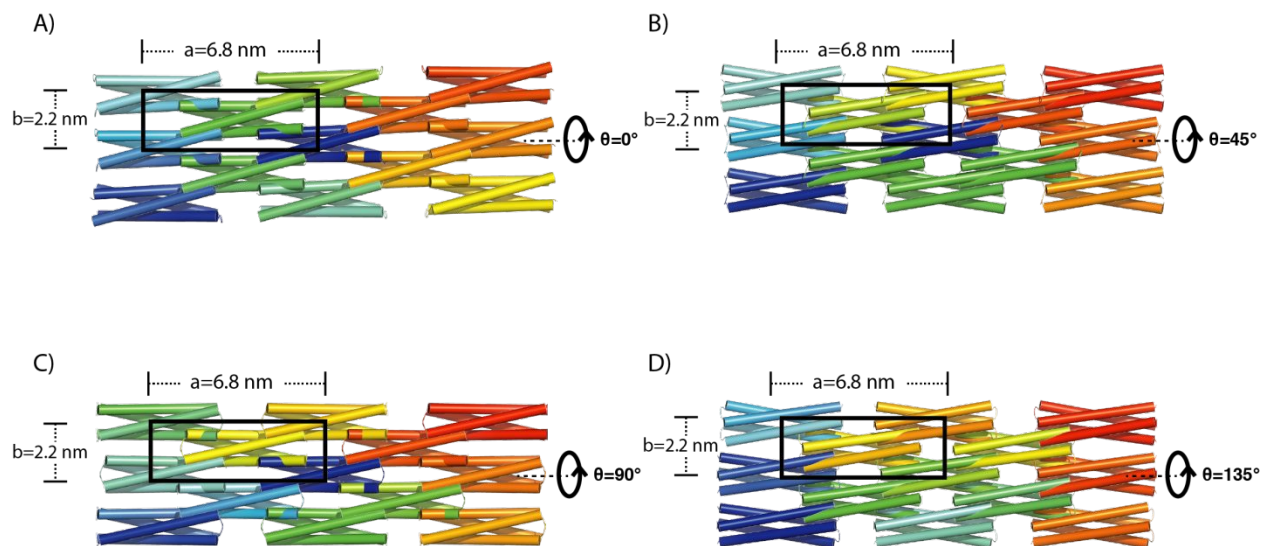 A)
a=6.8 nm
b=2.2 nm
θ=0°
B)
a=6.8 nm
b=2.2 nm
θ=45°
C)
a=6.8 nm
b=2.2 nm
θ=90°
D)
a=6.8 nm
b=2.2 nm
θ=135°